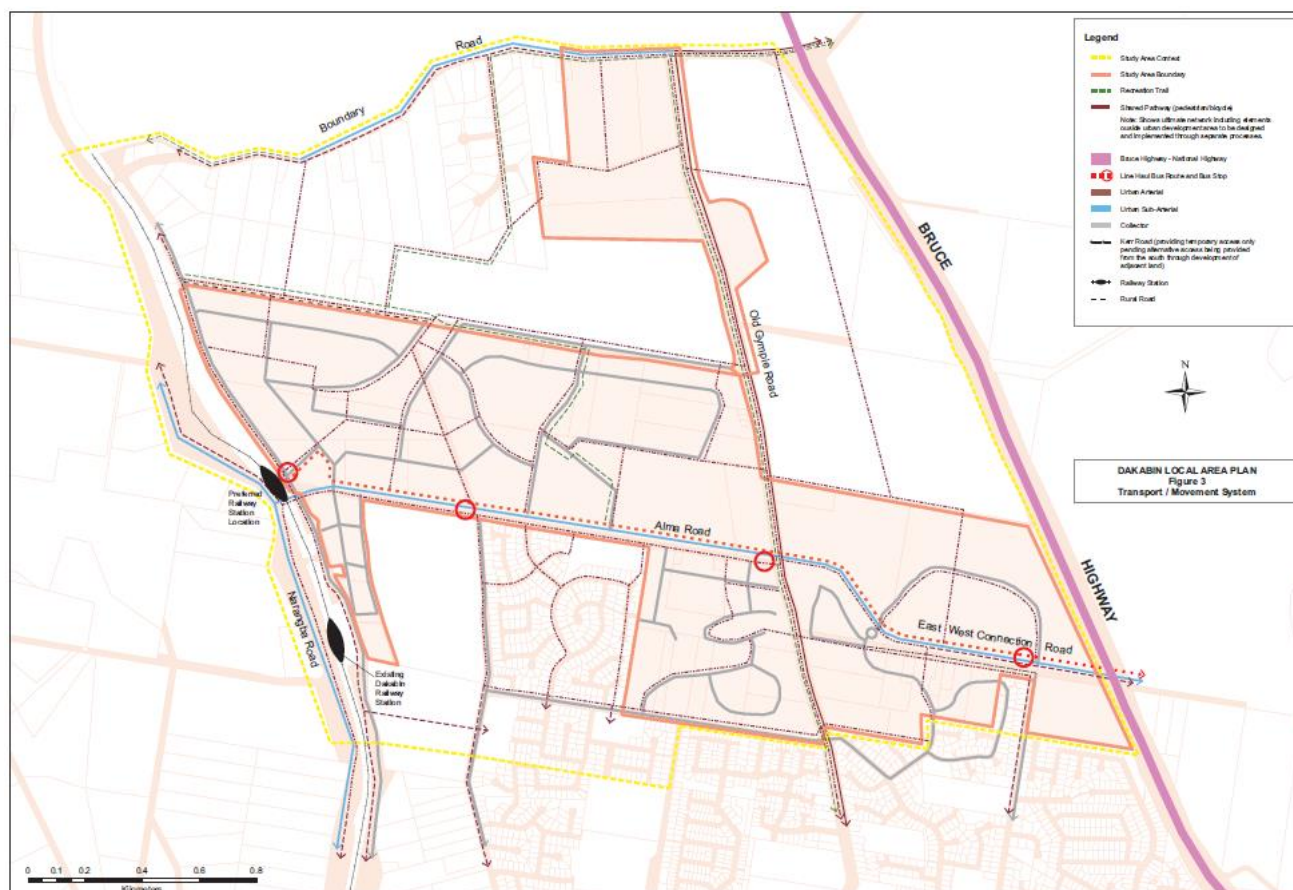 Legend
Study Area Context
Study Area Boundary
Recreation Trail
Shared Pathway (pedestrian/bicycle)
Note: Shows ultimate network including elements
ouside urban development area to be designed
and implemented through separate processes.
Bruce Highway - National Highway
Line Haul Bus Route and Bus Stop
Urban Arterial
Urban Sub-Arterial
Collector
Kerr Road (providing temporary access only
pending alternative access being provided
from the south through development of
adjacent land)
Railway Station
Rural Road
N
DAKABIN LOCAL AREA PLAN
Figure 3
Transport / Movement System
Boundary
Road
BRUCE
HIGHWAY
Old Gympie Road
Preferred
Railway
Station
Location
Alma Road
East West Connection Road
Narangba Road
Existing
Dakabin
Railway
Station
0 0.1 0.2 0.4 0.6 0.8
Kilometers